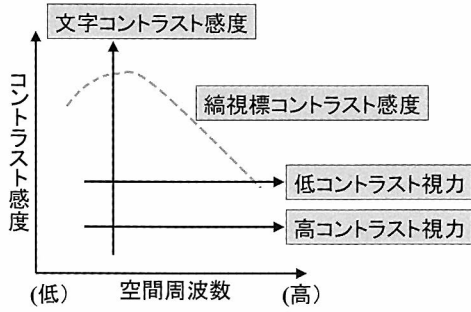 文字コントラスト感度
縞視標コントラスト感度
コントラスト感度
低コントラスト視力
高コントラスト視力
(低)
空間周波数
(高)